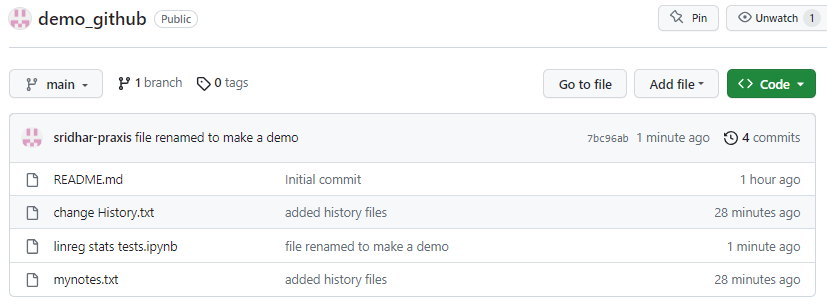 demo_github Public Pin Unwatch 1
main 1 branch 0 tags Go to file Add file Code
sridhar-praxis file renamed to make a demo 7bc96ab 1 minute ago 4 commits
README.md Initial commit 1 hour ago
change History.txt added history files 28 minutes ago
linreg stats tests.ipynb file renamed to make a demo 1 minute ago
mynotes.txt added history files 28 minutes ago